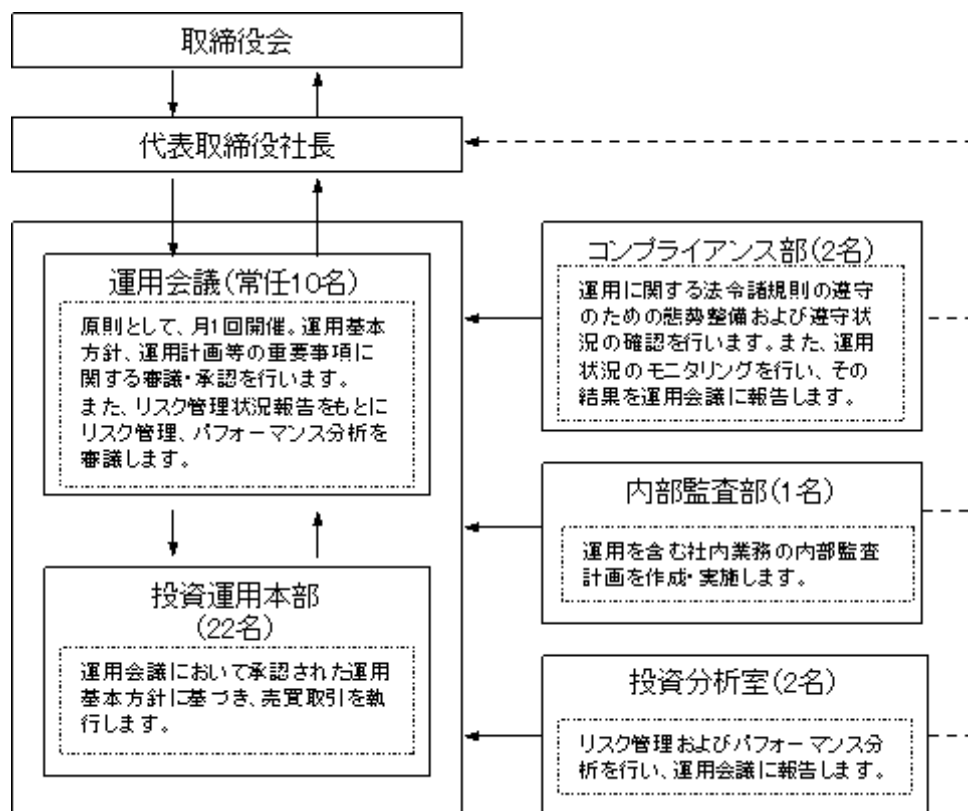 取締役会
代表取締役社長
運用会議(常任10名)
原則として、月1回開催。運用基本
方針、運用計画等の重要事項に
関する審議・承認を行います。
また、リスク管理状況報告をもとに
リスク管理、パフォーマンス分析を
審議します。
投資運用本部
(22名)
運用会議において承認された運用
基本方針に基づき、売買取引を執
行します。
コンプライアンス部(2名)
運用に関する法令諸規則の遵守
のための態勢整備および遵守状
況の確認を行います。また、運用
状況のモニタリングを行い、その
結果を運用会議に報告します。
内部監査部(1名)
運用を含む社内業務の内部監査
計画を作成・実施します。
投資分析室(2名)
リスク管理およびパフォーマンス分
析を行い、運用会議に報告します。